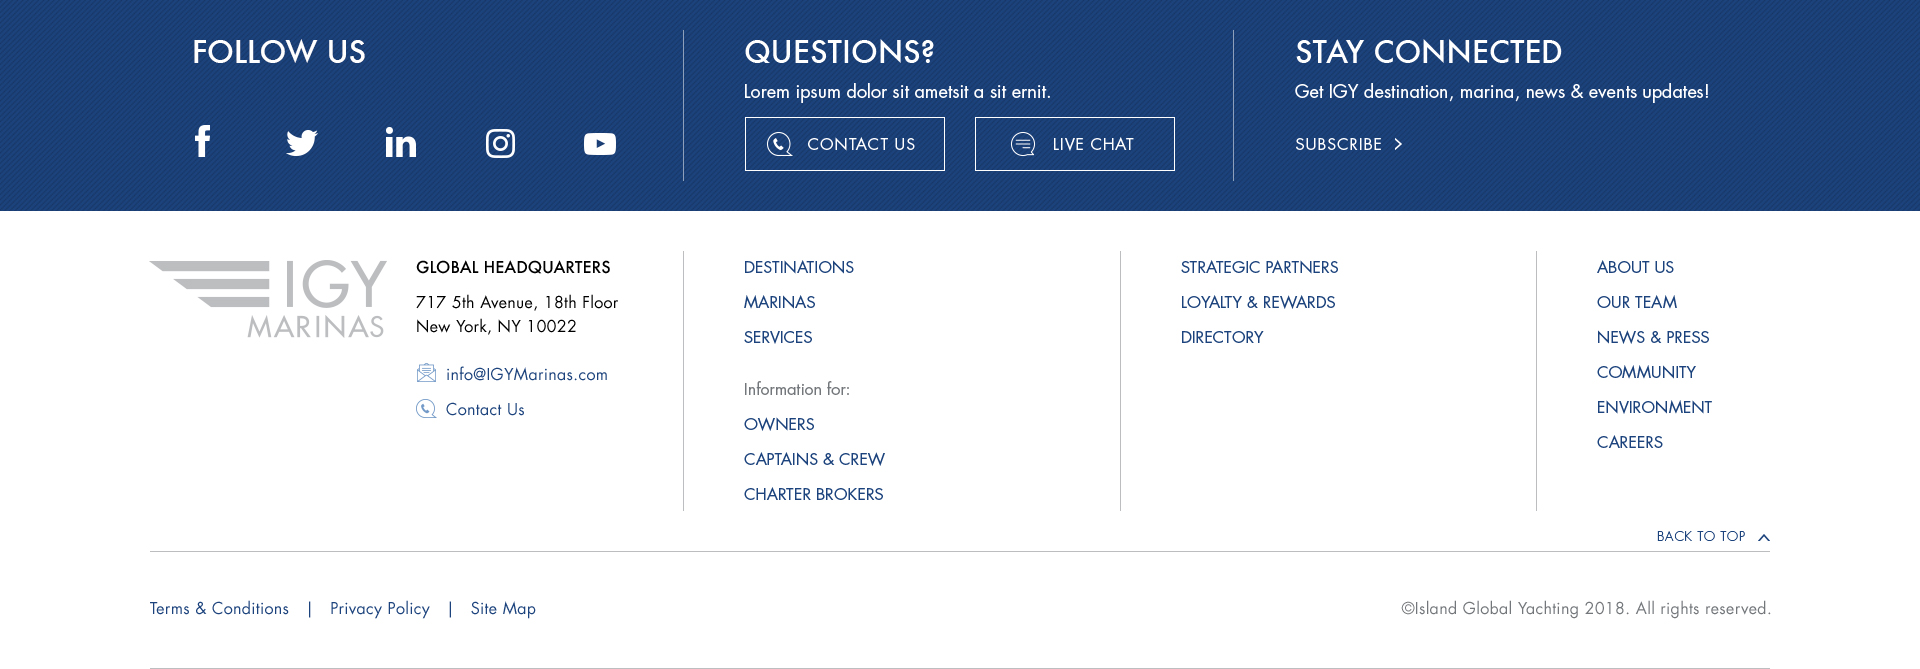 FOLLOW US
QUESTIONS?
Lorem ipsum dolor sit ametsit a sit ernit.
CONTACT US
LIVE CHAT
STAY CONNECTED
Get IGY destination, marina, news & events updates!
SUBSCRIBE
IGY
MARINAS
GLOBAL HEADQUARTERS
717 5th Avenue, 18th Floor
New York, NY 10022
info@IGYMarinas.com
Contact Us
DESTINATIONS
MARINAS
SERVICES
Information for:
OWNERS
CAPTAINS & CREW
CHARTER BROKERS
STRATEGIC PARTNERS
LOYALTY & REWARDS
DIRECTORY
ABOUT US
OUR TEAM
NEWS & PRESS
COMMUNITY
ENVIRONMENT
CAREERS
BACK TO TOP
Terms & Conditions | Privacy Policy | Site Map
©Island Global Yachting 2018. All rights reserved.